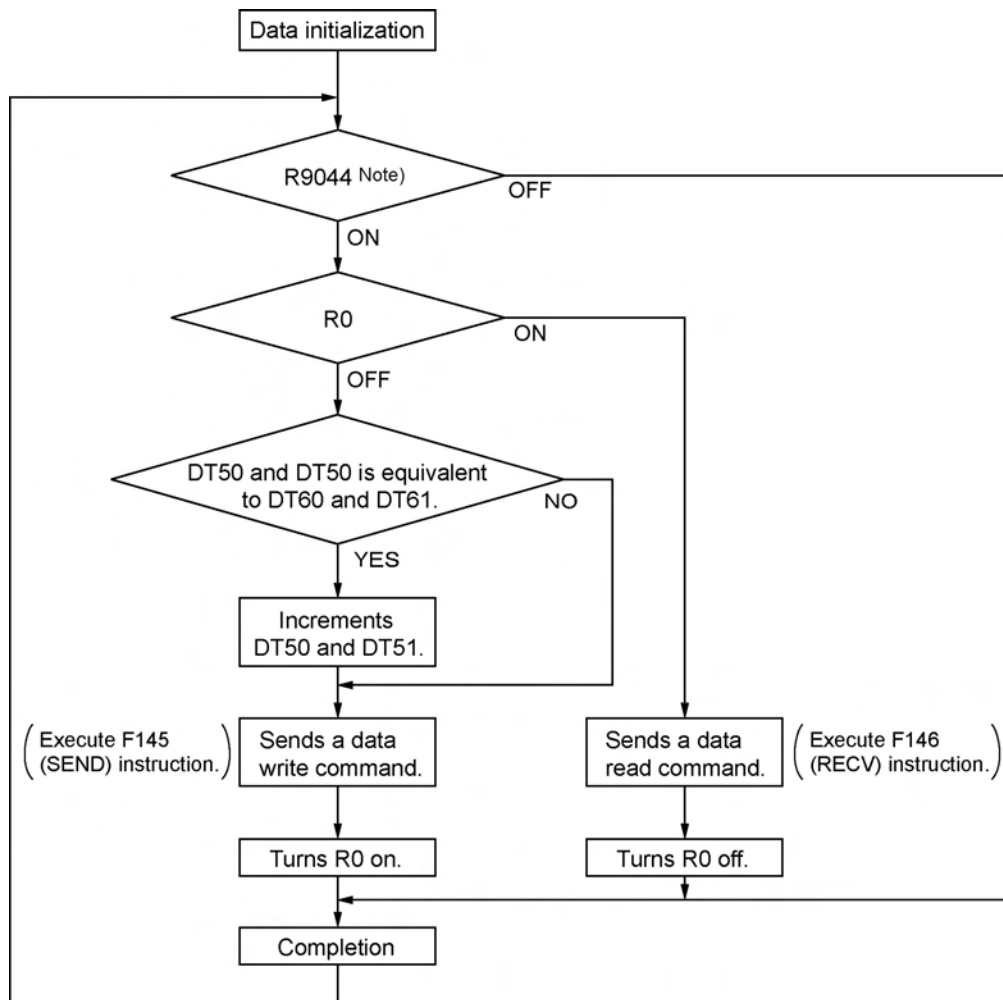 Data initialization
R9044 Note)
OFF
ON
R0
ON
OFF
DT50 and DT50 is equivalent
to DT60 and DT61.
NO
YES
Increments
DT50 and DT51.
(Execute F145
(SEND) instruction.)
Sends a data
write command.
Sends a data
read command.
(Execute F146
(RECV) instruction.)
Turns R0 on.
Turns R0 off.
Completion